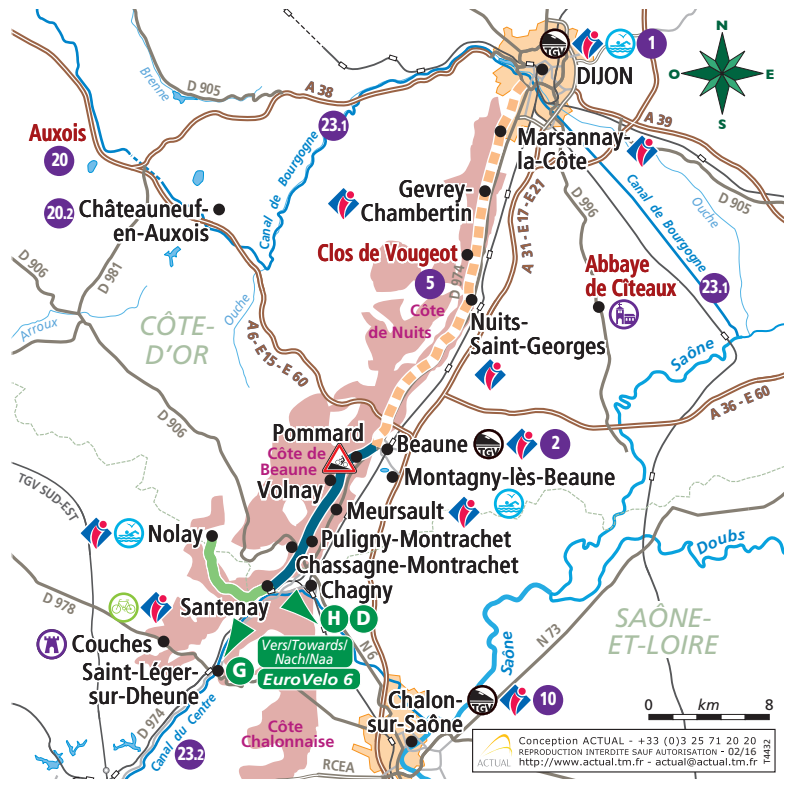 N
O
E
S
TGV
1
DIJON
Brenne
D 905
A 38
23.1
A 39
Auxois
20
Marsannay-
la-Côte
Canal de Bourgogne
Canal de Bourgogne
Ouche
D 905
20.2
Châteauneuf-
en-Auxois
Gevrey-
Chambertin
A 31 - E17 - E21
D 996
D 906
D 981
Clos de Vougeot
5
D 974
Abbaye
de Cîteaux
23.1
Arroux
CÔTE-
D'OR
Ouche
A6-E15-E 60
Côte
de Nuits
Nuits-
Saint-Georges
Saône
A 36 - E 60
D 906
Pommard
Côte de
Beaune
Beaune
TGV
2
Volnay
Montagny-lès-Beaune
TGV SUD-EST
Meursault
Nolay
Puligny-Montrachet
Doubs
Chassagne-Montrachet
D 978
Santenay
Chagny
H
D
SAÔNE-
ET-LOIRE
N 73
Couches
Vers/Towards/
Nach/Naa
EuroVelo 6
N 6
Saône
Saint-Léger-
sur-Dheune
G
Chalon-
sur-Saône
TGV
10
D 974
Canal du Centre
23.2
Côte
Chalonnaise
RCEA
0
km
8
ACTUAL
Conception ACTUAL - +33 (0)3 25 71 20 20
REPRODUCTION INTERDITE SAUF AUTORISATION - 02/16
http://www.actual.tm.fr - actual@actual.tm.fr
T4432